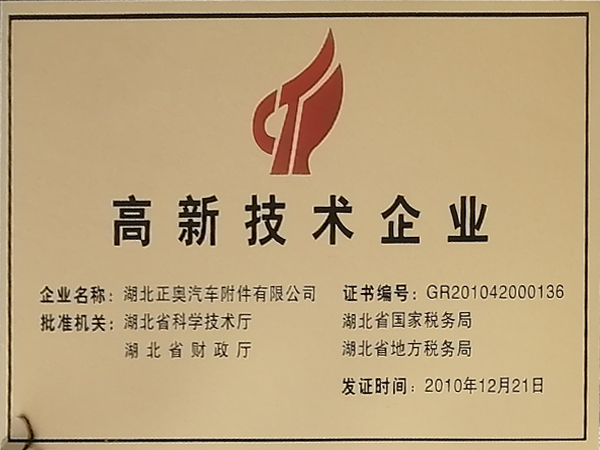 高新技术企业
企业名称：湖北正奥汽车附件有限公司
证书编号：GR201042000136
批准机关：湖北省科学技术厅
湖北省国家税务局
湖北省财政厅
湖北省地方税务局
发证时间：2010年12月21日